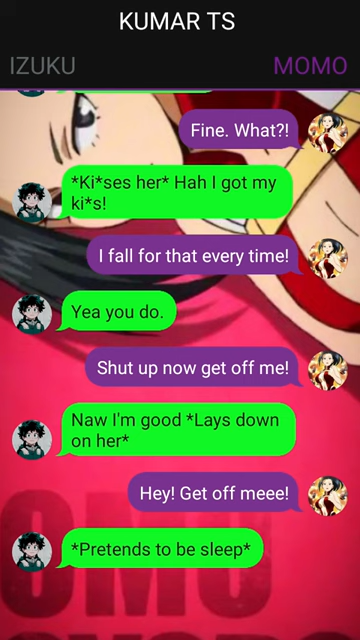 KUMAR TS
IZUKU
MOMO
Fine. What?!
*Ki*ses her* Hah I got my
ki*s!
I fall for that every time!
Yea you do.
Shut up now get off me!
Naw I'm good *Lays down
on her*
Hey! Get off meee!
*Pretends to be sleep*
OMO